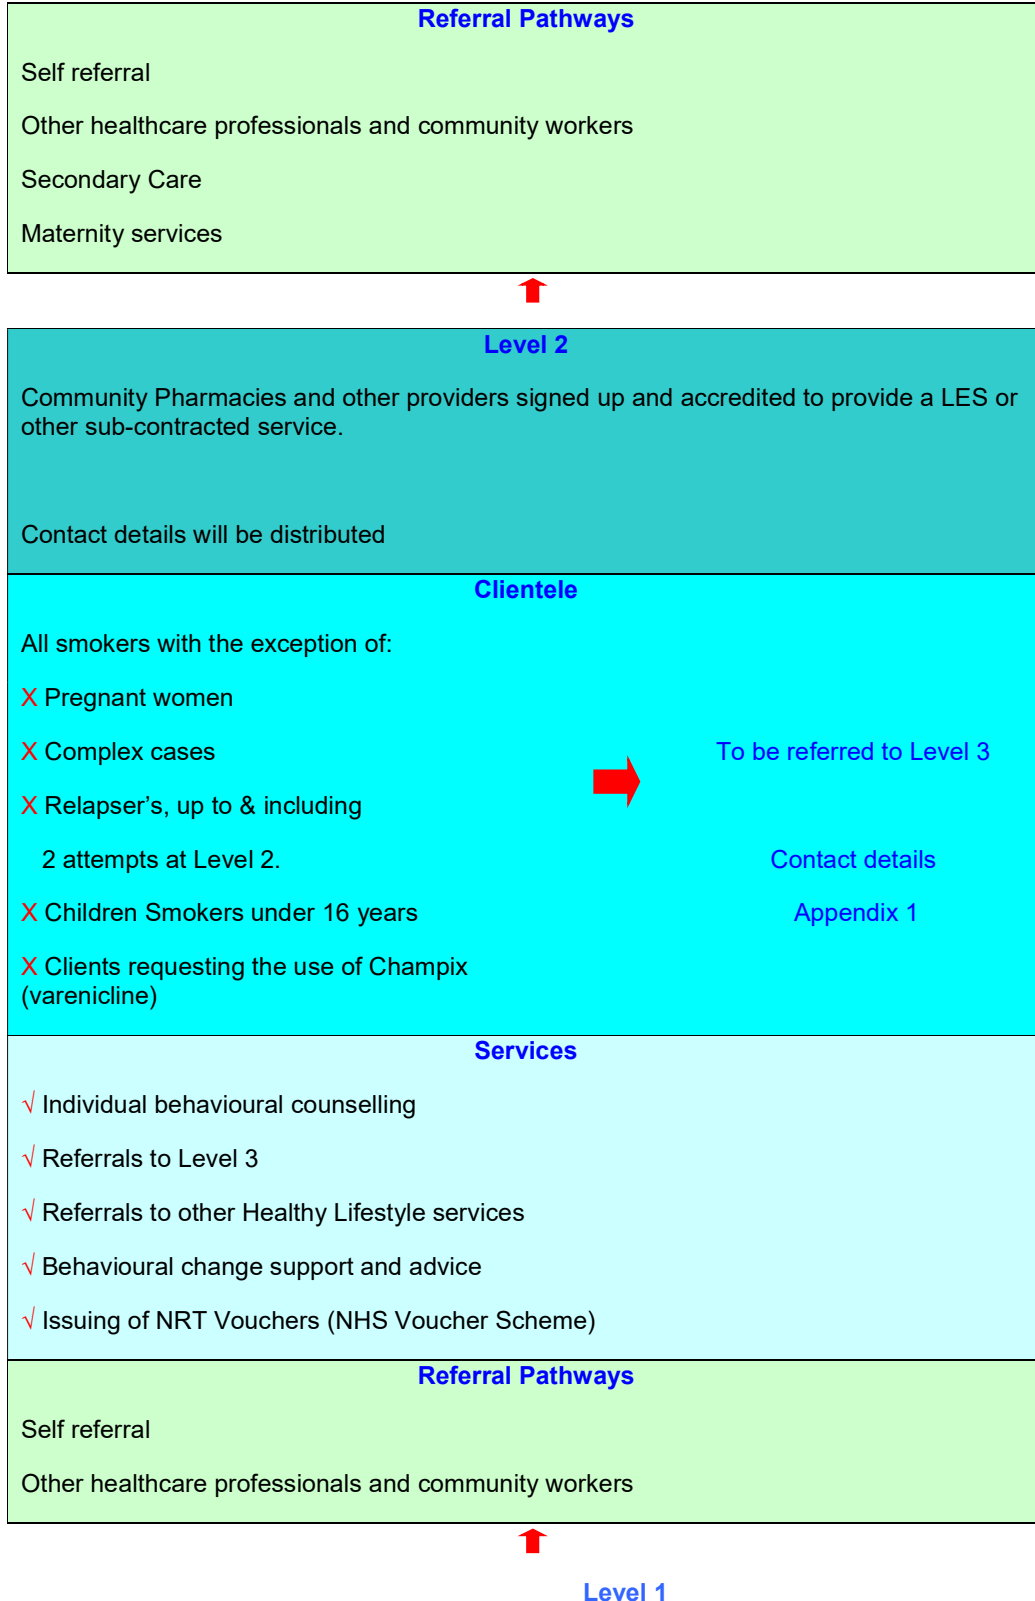 Referral Pathways
Self referral
Other healthcare professionals and community workers
Secondary Care
Maternity services
Level 2
Community Pharmacies and other providers signed up and accredited to provide a LES or
other sub-contracted service.
Contact details will be distributed
Clientele
All smokers with the exception of:
X Pregnant women
X Complex cases
To be referred to Level 3
X Relapser’s, up to & including
2 attempts at Level 2.
Contact details
X Children Smokers under 16 years
Appendix 1
X Clients requesting the use of Champix
(varenicline)
Services
√ Individual behavioural counselling
√ Referrals to Level 3
√ Referrals to other Healthy Lifestyle services
√ Behavioural change support and advice
√ Issuing of NRT Vouchers (NHS Voucher Scheme)
Referral Pathways
Self referral
Other healthcare professionals and community workers
Level 1